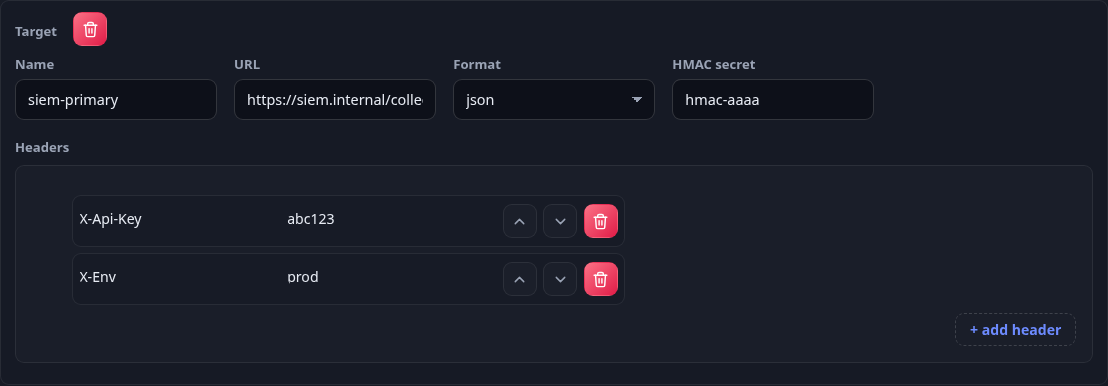 Target
Name URL Format HMAC secret
siem-primary https://siem.internal/colle json hmac-aaaa
Headers
X-Api-Key abc123
X-Env prod
+ add header